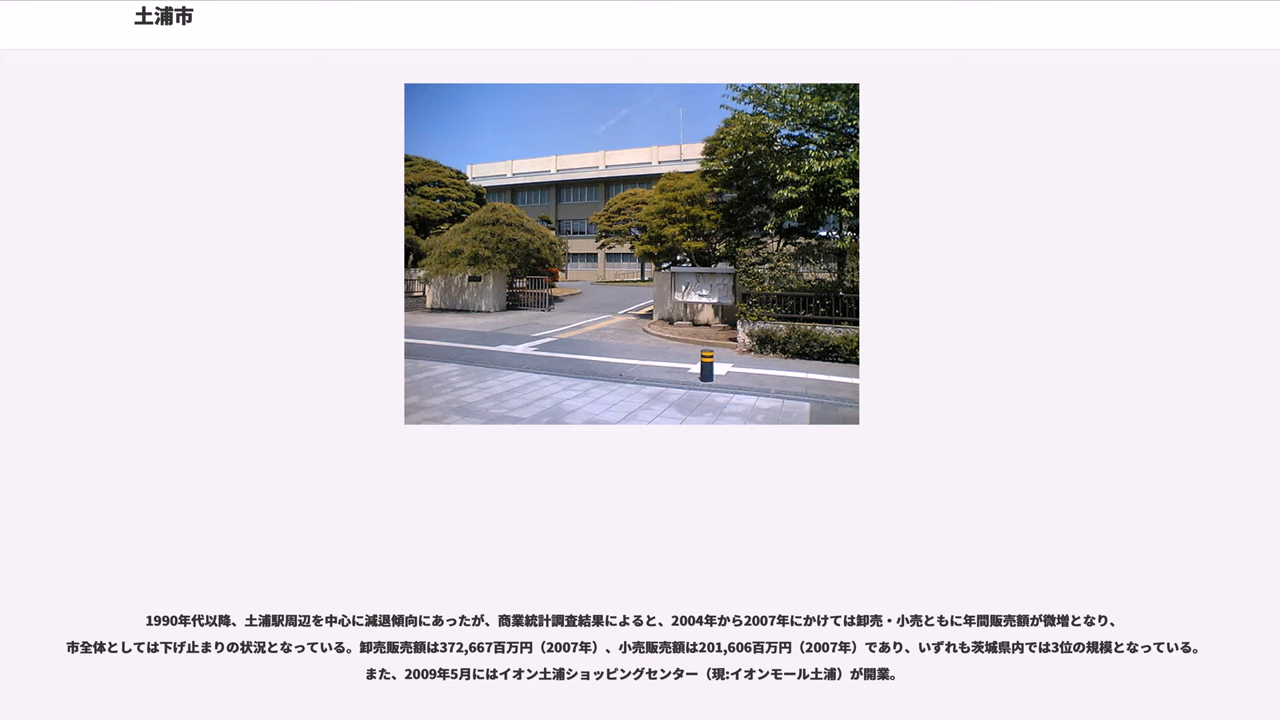 土浦市
1990年代以降、土浦駅周辺を中心に減退傾向にあったが、商業統計調査結果によると、2004年から2007年にかけては卸売・小売ともに年間販売額が微増となり、
市全体としては下げ止まりの状況となっている。卸売販売額は372,667百万円（2007年）、小売販売額は201,606百万円（2007年）であり、いずれも茨城県内では3位の規模となっている。
また、2009年5月にはイオン土浦ショッピングセンター（現:イオンモール土浦）が開業。